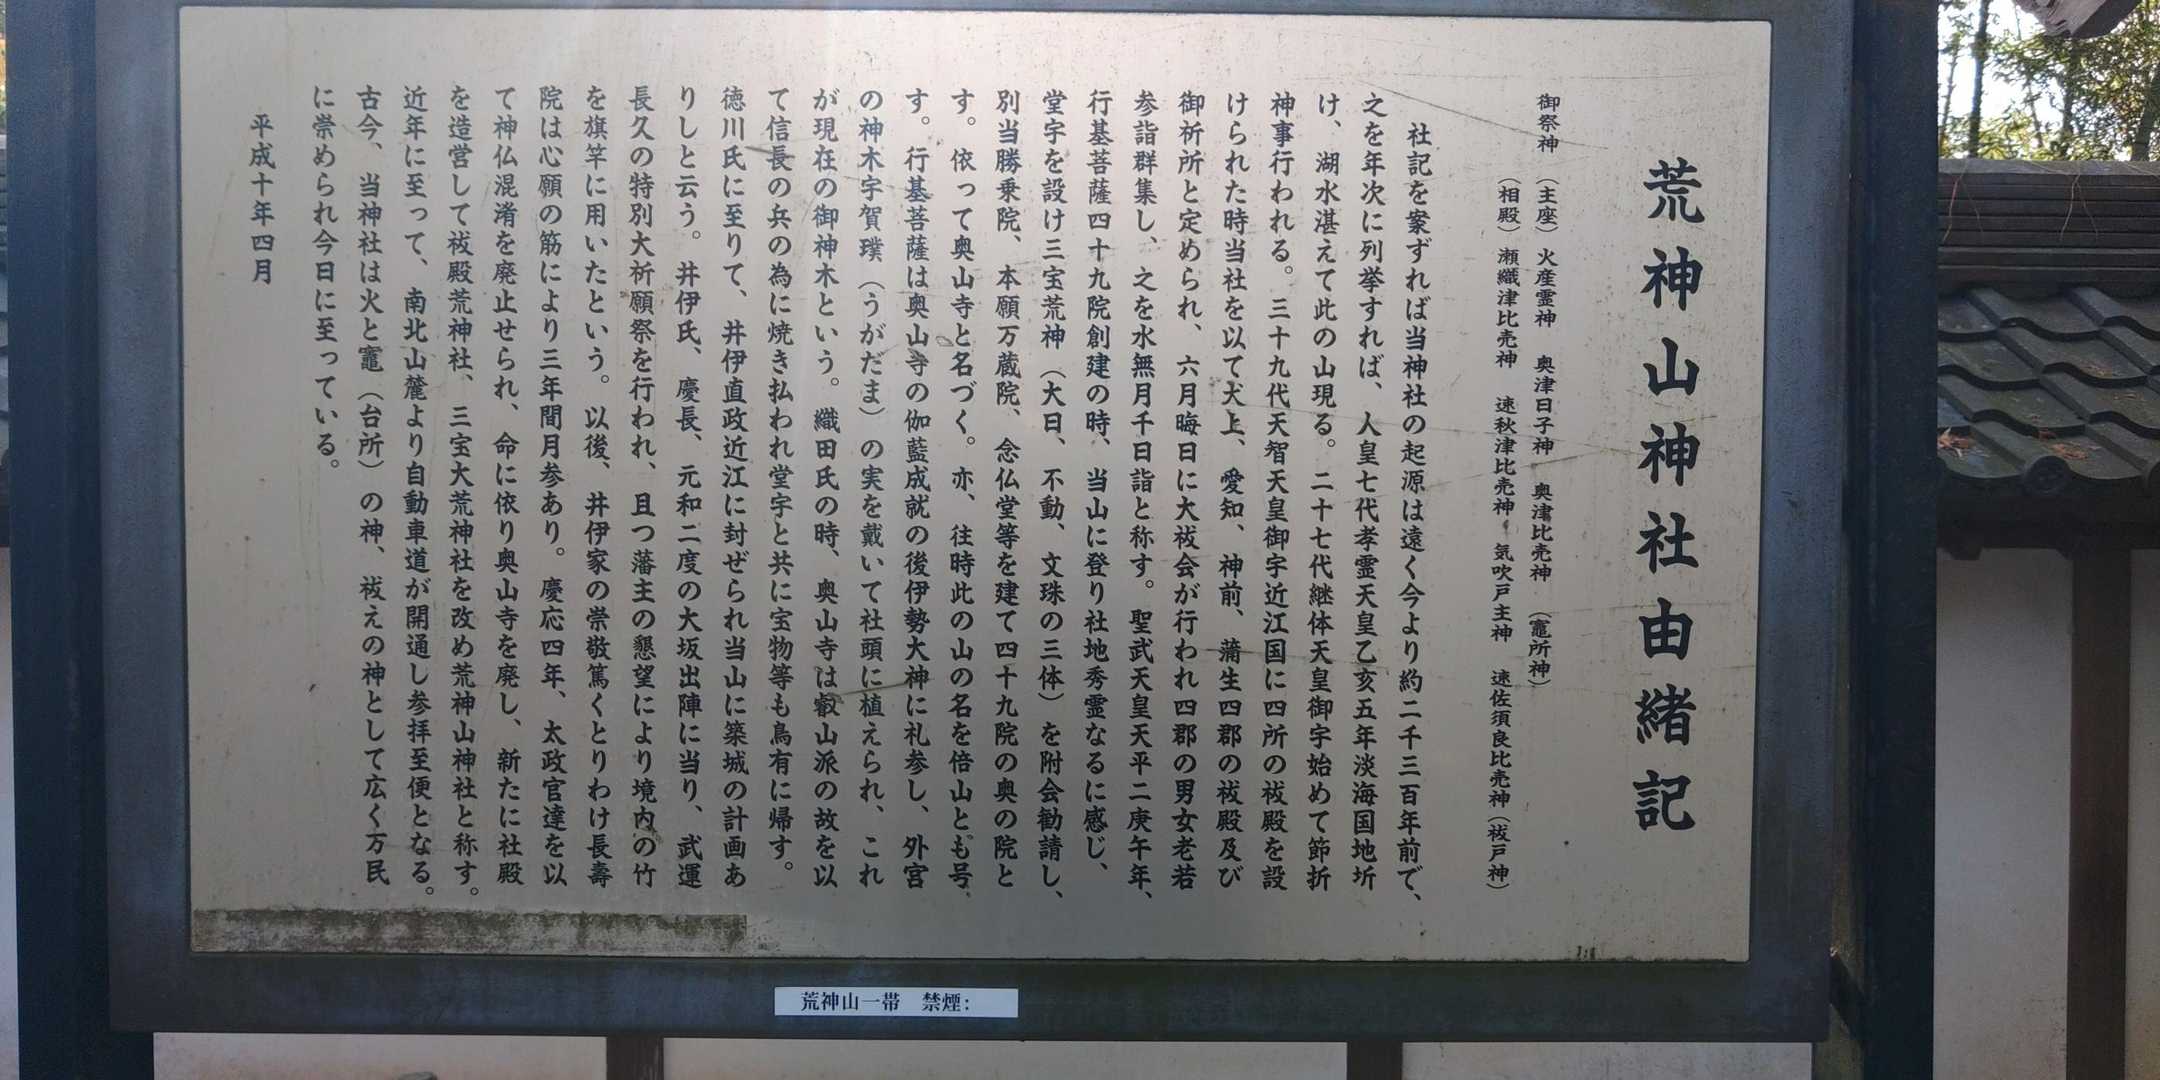 荒神山神社由緒記
御祭神 （主座） 火産霊神 奥津日子神 奥津比売神 （竈所神）
（相殿） 瀬織津比売神 速秋津比売神 気吹戸主神 速佐須良比売神（祓戸神）
社記を案ずれば当神社の起源は遠く今より約二千三百年前で、
之を年次に列挙すれば、人皇七代孝霊天皇乙亥五年淡海国地圻
け、湖水湛えて此の山現る。二十七代継体天皇御宇始めて節折
神事行われる。三十九代天智天皇御宇近江国に四所の祓殿を設
けられた時当社を以て犬上、愛知、神前、蒲生四郡の祓殿及び
御祈所と定められ、六月晦日に大祓会が行われ四郡の男女老若
参詣群集し、之を水無月千日詣と称す。聖武天皇天平二庚午年、
行基菩薩四十九院創建の時、当山に登り社地秀霊なるに感じ、
堂宇を設け三宝荒神（大日、不動、文珠の三体）を附会勧請し、
別当勝乗院、本願万蔵院、念仏堂等を建て四十九院の奥の院と
す。依って奥山寺と名づく。亦、往時此の山の名を倍山とも号
す。行基菩薩は奥山寺の伽藍成就の後伊勢大神に礼参し、外宮
の神木宇賀璞（うがだま）の実を戴いて社頭に植えられ、これ
が現在の御神木という。織田氏の時、奥山寺は叡山派の故を以
て信長の兵の為に焼き払われ堂宇と共に宝物等も鳥有に帰す。
徳川氏に至りて、井伊直政近江に封ぜられ当山に築城の計画あ
りしと云う。井伊氏、慶長、元和二度の大坂出陣に当り、武運
長久の特別大祈願祭を行われ、且つ藩主の懇望により境内の竹
を旗竿に用いたという。以後、井伊家の崇敬篤くとりわけ長壽
院は心願の筋により三年間月参あり。慶応四年、太政官達を以
て神仏混淆を廃止せられ、命に依り奥山寺を廃し、新たに社殿
を造営して祓殿荒神社、三宝大荒神社を改め荒神山神社と称す。
近年に至って、南北山麓より自動車道が開通し参拝至便となる。
古今、当神社は火と竈（台所）の神、祓えの神として広く万民
に崇められ今日に至っている。
平成十年四月
荒神山一帯 禁煙: